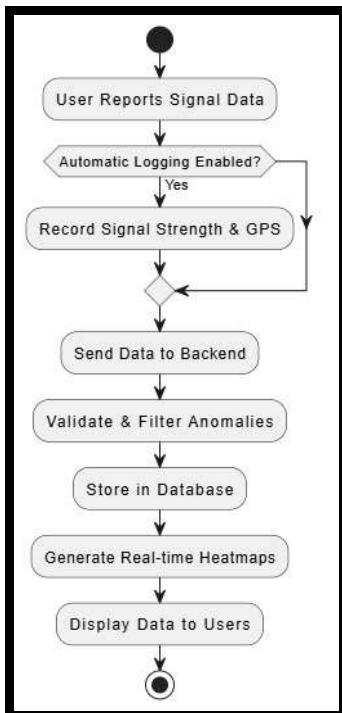 User Reports Signal Data
Automatic Logging Enabled?
Yes
Record Signal Strength & GPS
Send Data to Backend
Validate & Filter Anomalies
Store in Database
Generate Real-time Heatmaps
Display Data to Users